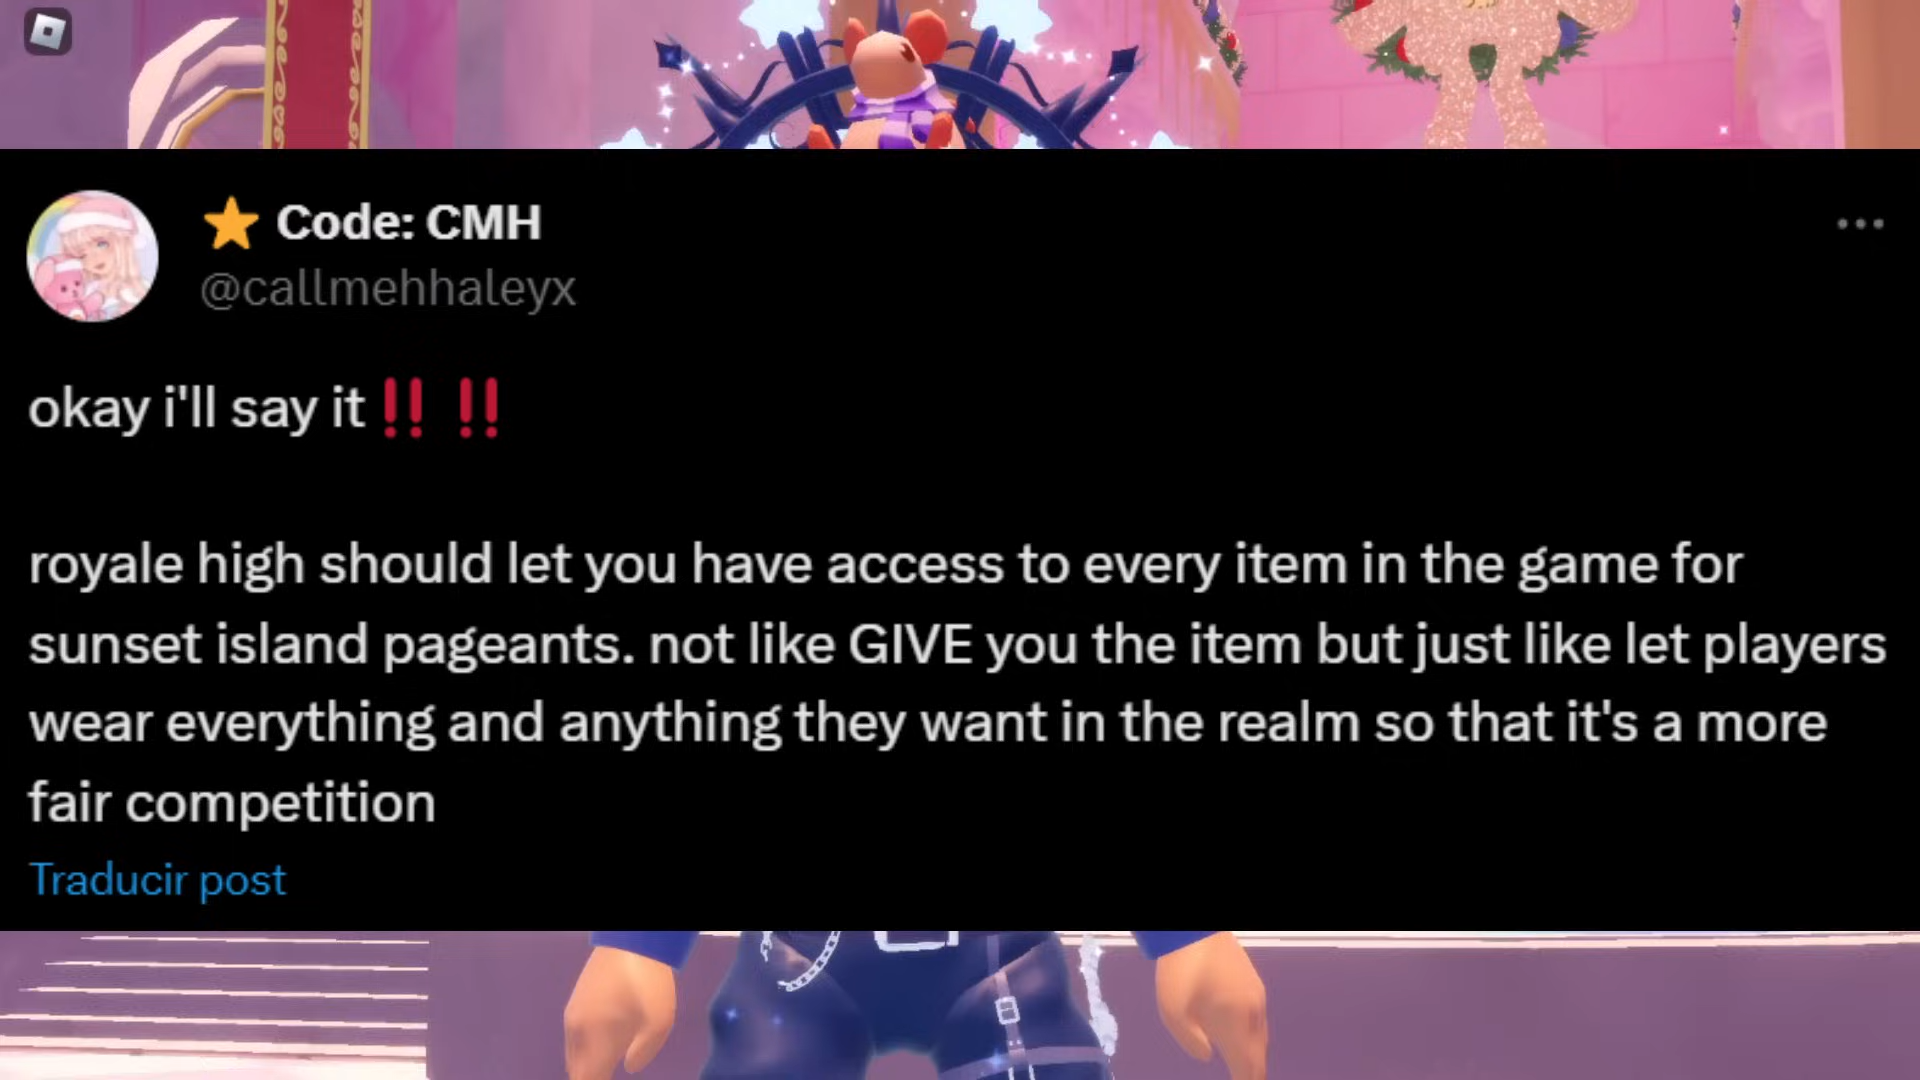 ⭐ Code: CMH
@callmehhaleyx
okay i'll say it‼️ ‼️
royale high should let you have access to every item in the game for
sunset island pageants. not like GIVE you the item but just like let players
wear everything and anything they want in the realm so that it's a more
fair competition
Traducir post